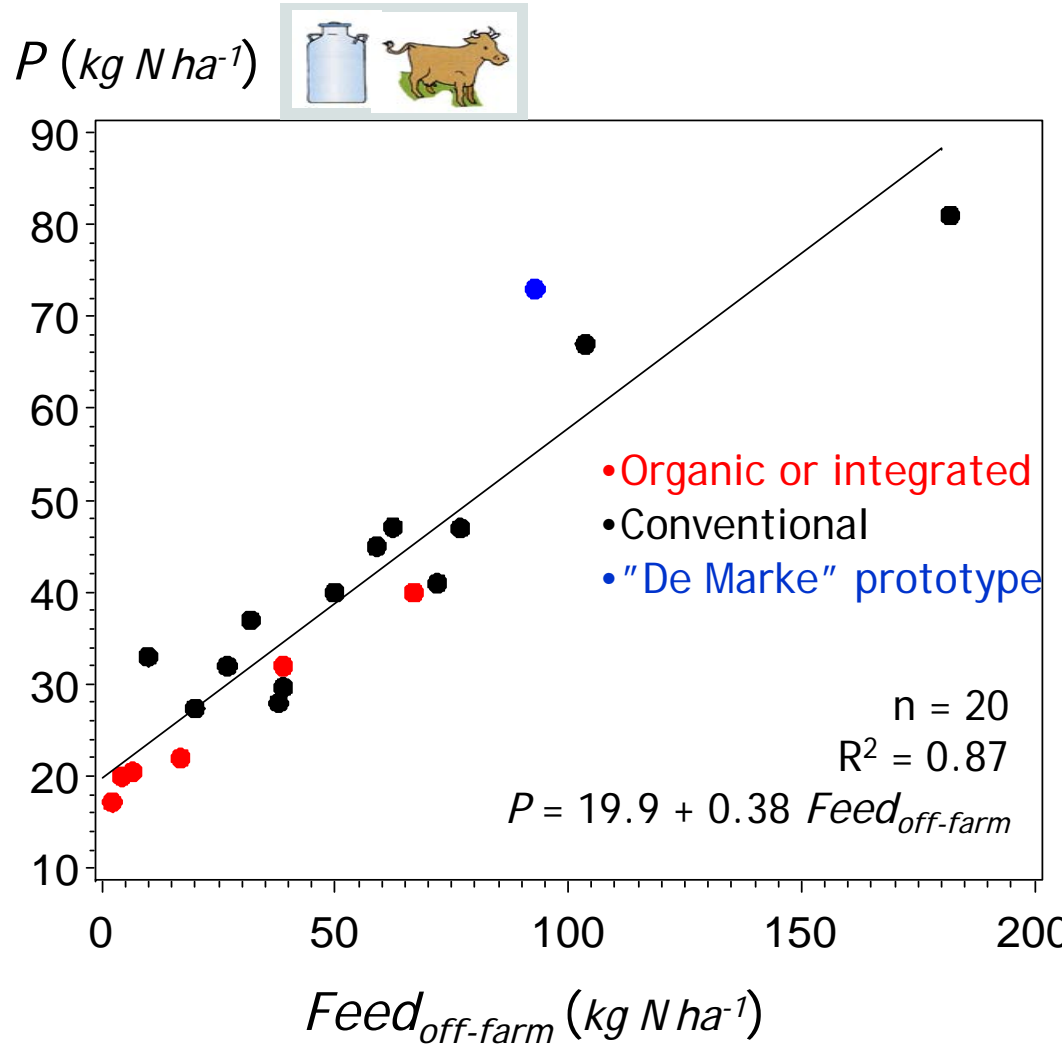 P (kg N ha-1)
90
80
70
60
50
40
30
20
10
•Organic or integrated
•Conventional
•"De Marke" prototype
n = 20
R2 = 0.87
P = 19.9 + 0.38 Feedoff-farm
0 50 100 150 200
Feedoff-farm (kg N ha-1)